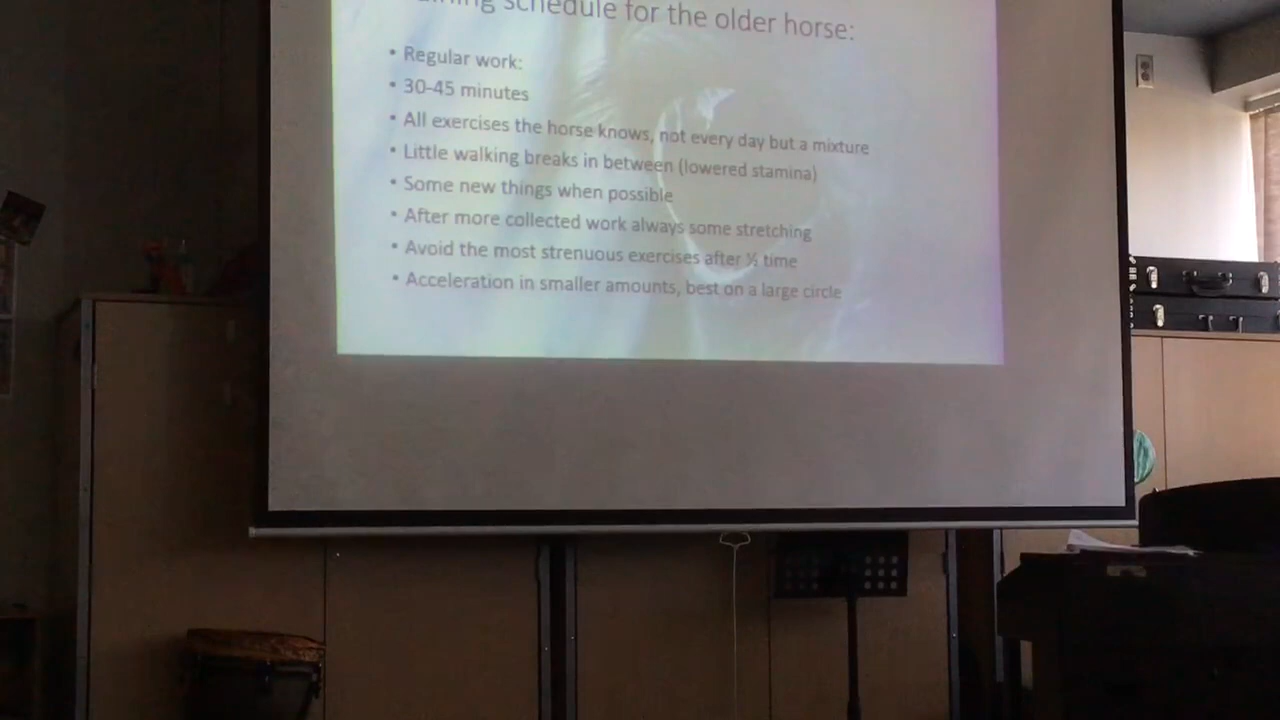 schedule for the older horse:
• Regular work:
• 30-45 minutes
• All exercises the horse knows, not every day but a mixture
• Little walking breaks in between (lowered stamina)
• Some new things when possible
• After more collected work always some stretching
• Avoid the most strenuous exercises after ½ time
• Acceleration in smaller amounts, best on a large circle